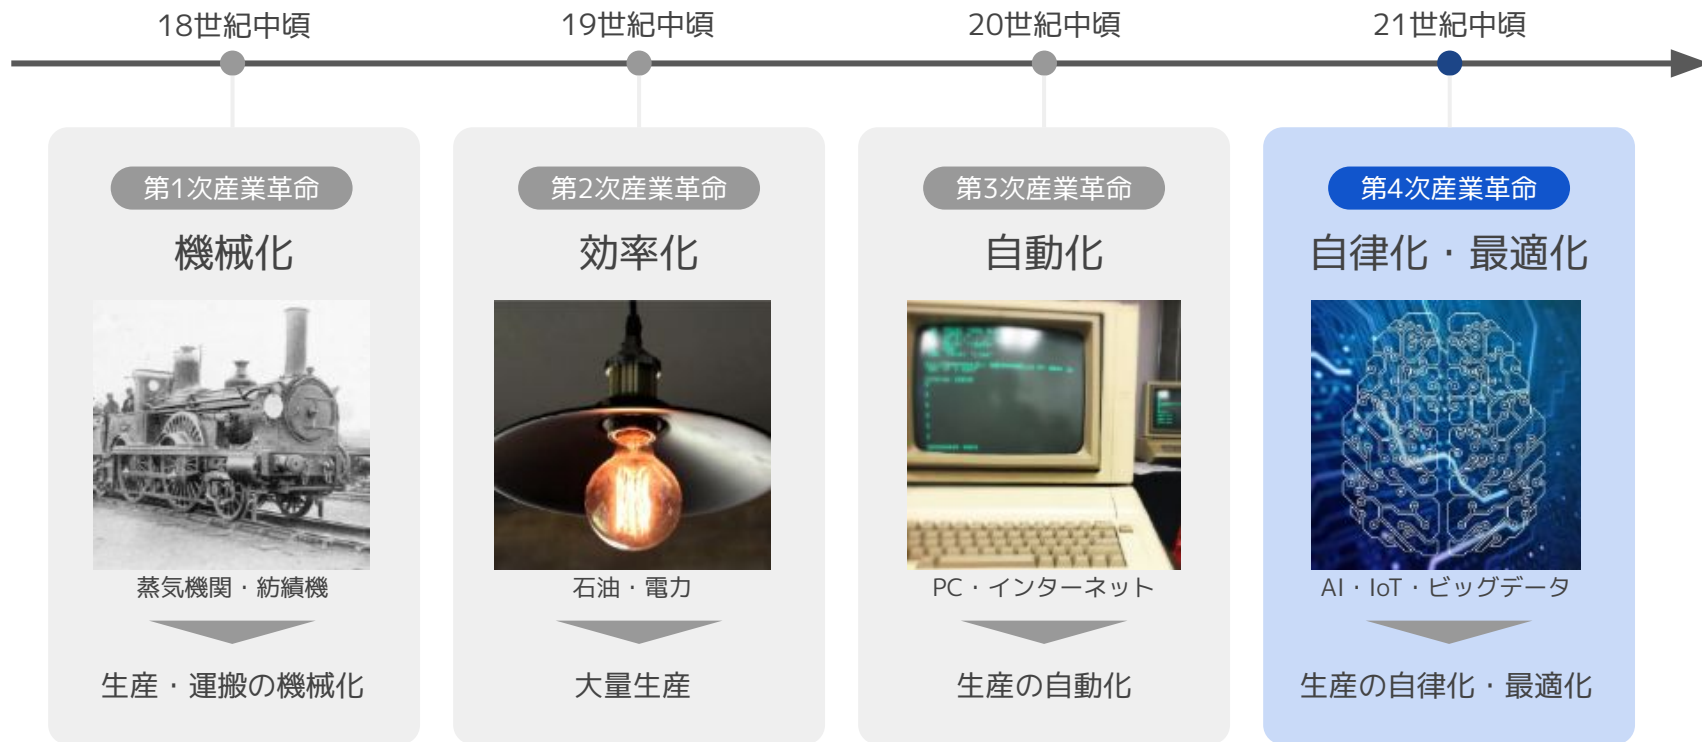 18世紀中頃
19世紀中頃
20世紀中頃
21世紀中頃
第1次産業革命
機械化
蒸気機関・紡績機
生産・運搬の機械化
第2次産業革命
効率化
石油・電力
大量生産
第3次産業革命
自動化
PC・インターネット
生産の自動化
第4次産業革命
自律化・最適化
AI・IoT・ビッグデータ
生産の自律化・最適化